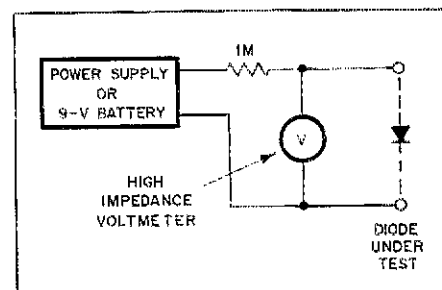 1M
POWER SUPPLY
OR
9-V BATTERY
V
HIGH
IMPEDANCE
VOLTMETER
DIODE
UNDER
TEST